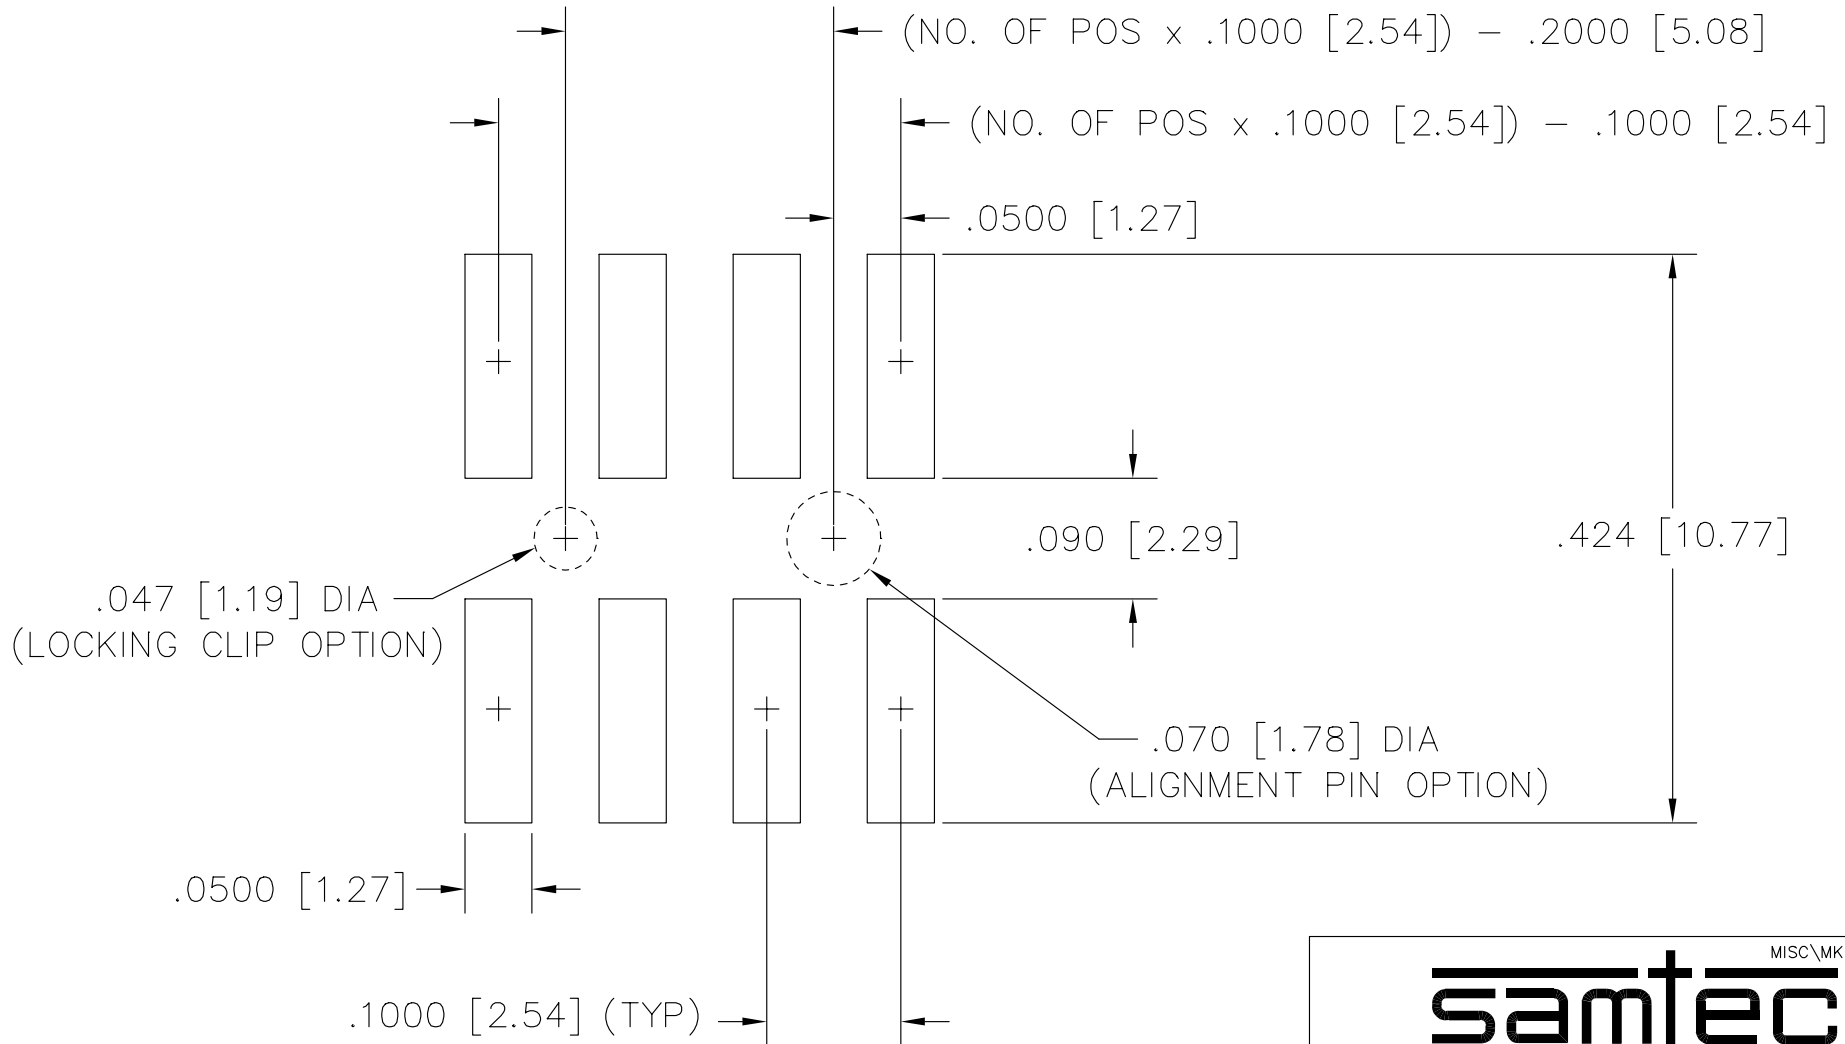 (NO. OF POS x .1000 [2.54]) - .2000 [5.08]
(NO. OF POS x .1000 [2.54]) - .1000 [2.54]
.0500 [1.27]
.090 [2.29]
.424 [10.77]
.047 [1.19] DIA
(LOCKING CLIP OPTION)
.070 [1.78] DIA
(ALIGNMENT PIN OPTION)
.0500 [1.27]
.1000 [2.54] (TYP)
MISC\MK
samtec